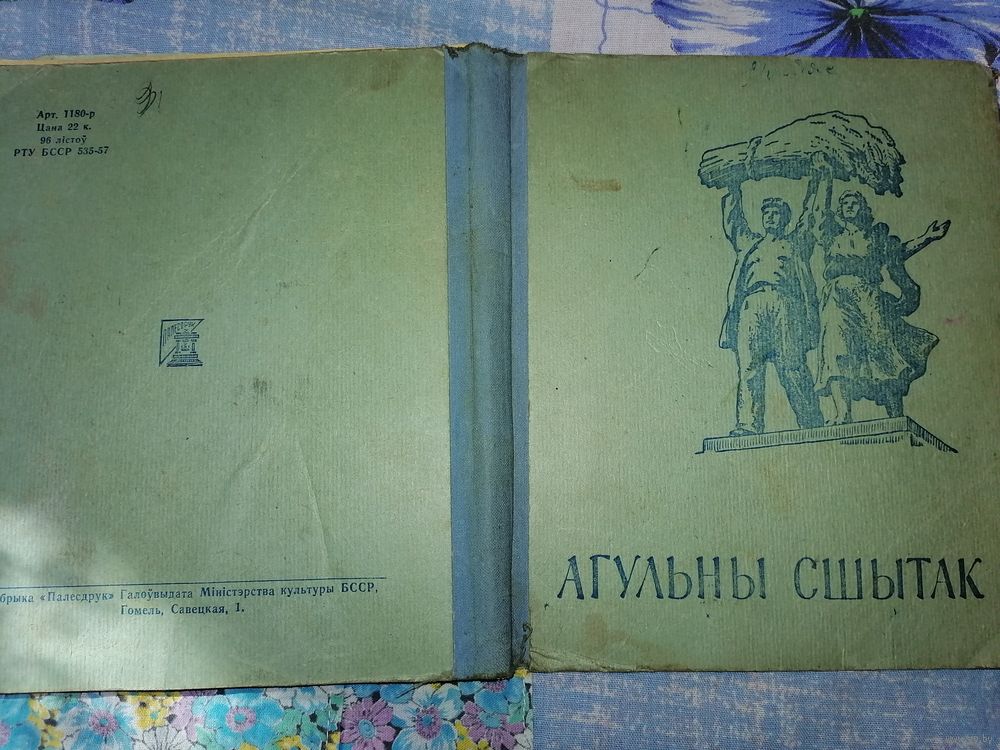 Арт. 1180-р
Цана 22 к.
96 лістоў
РТУ БССР 535-57
«Палесдрук» Галоўвыдата Міністэрства культуры БССР,
Гомель, Савецкая, 1.
АГУЛЬНЫ СШЫТАК